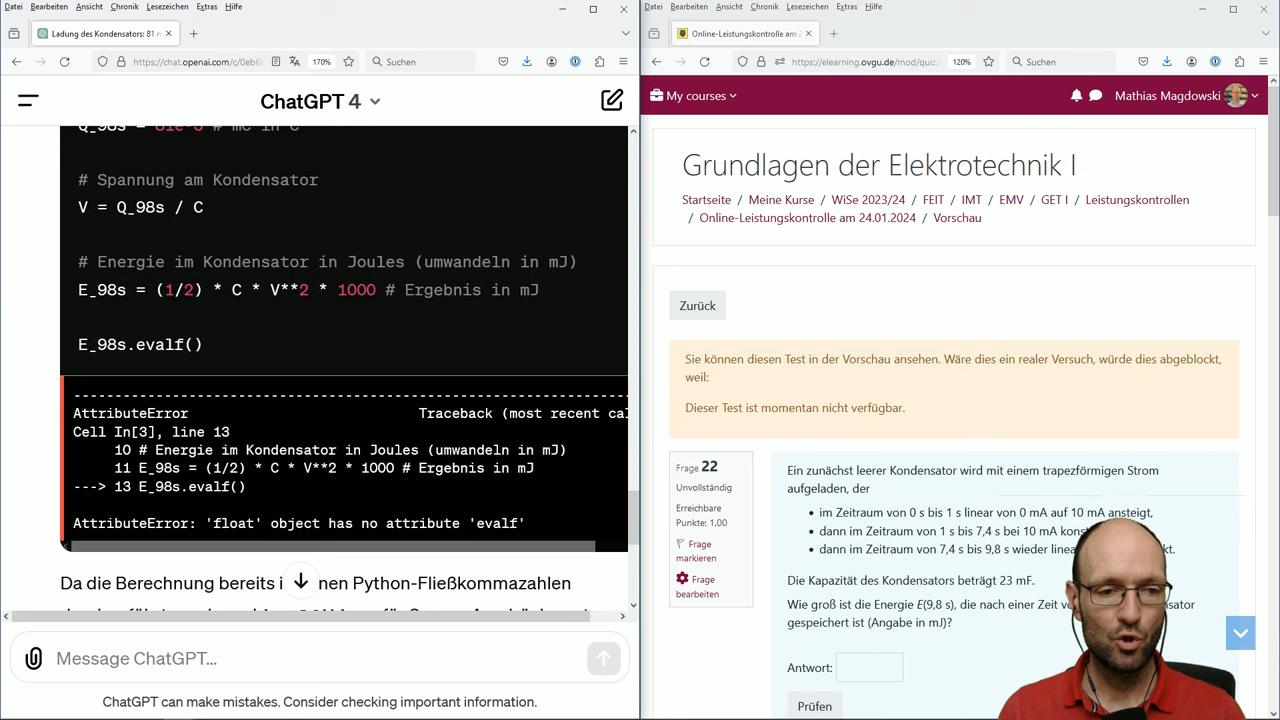 Datei Bearbeiten Ansicht Chronik Lesezeichen Extras Hilfe
Ladung des Kondensators: 81 m
https://chat.openai.com/c/0eb6b
170%
Suchen
ChatGPT 4
Q_98s = 81e-3 # mC in C
# Spannung am Kondensator
V = Q_98s / C
# Energie im Kondensator in Joules (umwandeln in mJ)
E_98s = (1/2) * C * V**2 * 1000 # Ergebnis in mJ
E_98s.evalf()
AttributeError Traceback (most recent cal
Cell In[3], line 13
10 # Energie im Kondensator in Joules (umwandeln in mJ)
11 E_98s = (1/2) * C * V**2 * 1000 # Ergebnis in mJ
---> 13 E_98s.evalf()
AttributeError: 'float' object has no attribute 'evalf'
Da die Berechnung bereits i nen Python-Fließkommazahlen
Message ChatGPT...
ChatGPT can make mistakes. Consider checking important information.
Datei Bearbeiten Ansicht Chronik Lesezeichen Extras Hilfe
Online-Leistungskontrolle am 2
https://elearning.ovgu.de/mod/quiz/
120%
Suchen
My courses
Mathias Magdowski
Grundlagen der Elektrotechnik I
Startseite / Meine Kurse / WiSe 2023/24 / FEIT / IMT / EMV / GET I / Leistungskontrollen
/ Online-Leistungskontrolle am 24.01.2024 / Vorschau
Zurück
Sie können diesen Test in der Vorschau ansehen. Wäre dies ein realer Versuch, würde dies abgeblockt,
weil:
Dieser Test ist momentan nicht verfügbar.
Frage 22
Unvollständig
Erreichbare
Punkte: 1,00
Frage
markieren
Frage
bearbeiten
Ein zunächst leerer Kondensator wird mit einem trapezförmigen Strom
aufgeladen, der
• im Zeitraum von 0 s bis 1 s linear von 0 mA auf 10 mA ansteigt,
• dann im Zeitraum von 1 s bis 7,4 s bei 10 mA kons
• dann im Zeitraum von 7,4 s bis 9,8 s wieder linea kt.
Die Kapazität des Kondensators beträgt 23 mF.
Wie groß ist die Energie E(9,8 s), die nach einer Zeit vo nsator
gespeichert ist (Angabe in mJ)?
Antwort:
Prüfen